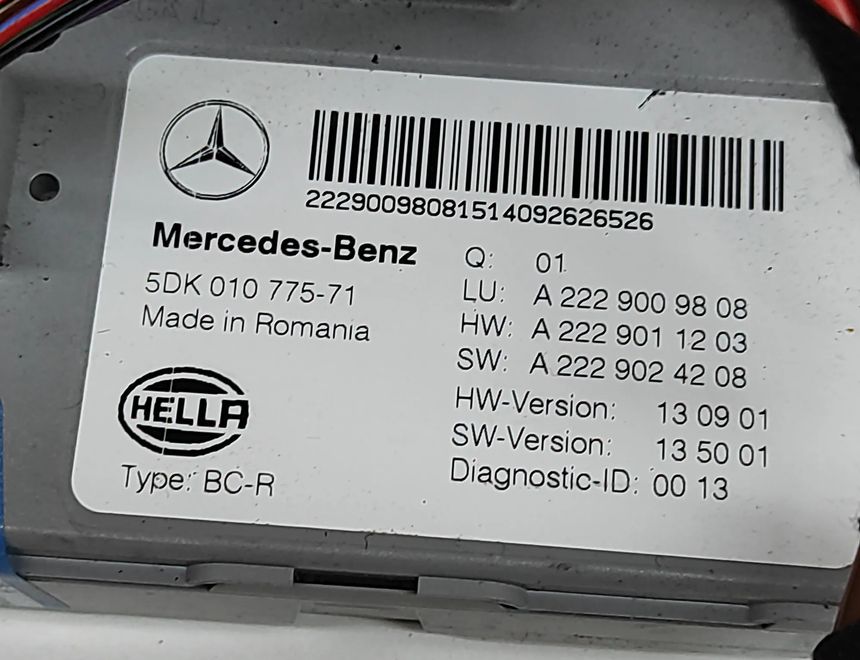 22290098081514092626526
Mercedes-Benz
5DK 010 775-71
Made in Romania
HELLA
Type: BC-R
Q: 01
LU: A 222 900 98 08
HW: A 222 901 12 03
SW: A 222 902 42 08
HW-Version: 13 09 01
SW-Version: 13 50 01
Diagnostic-ID: 00 13